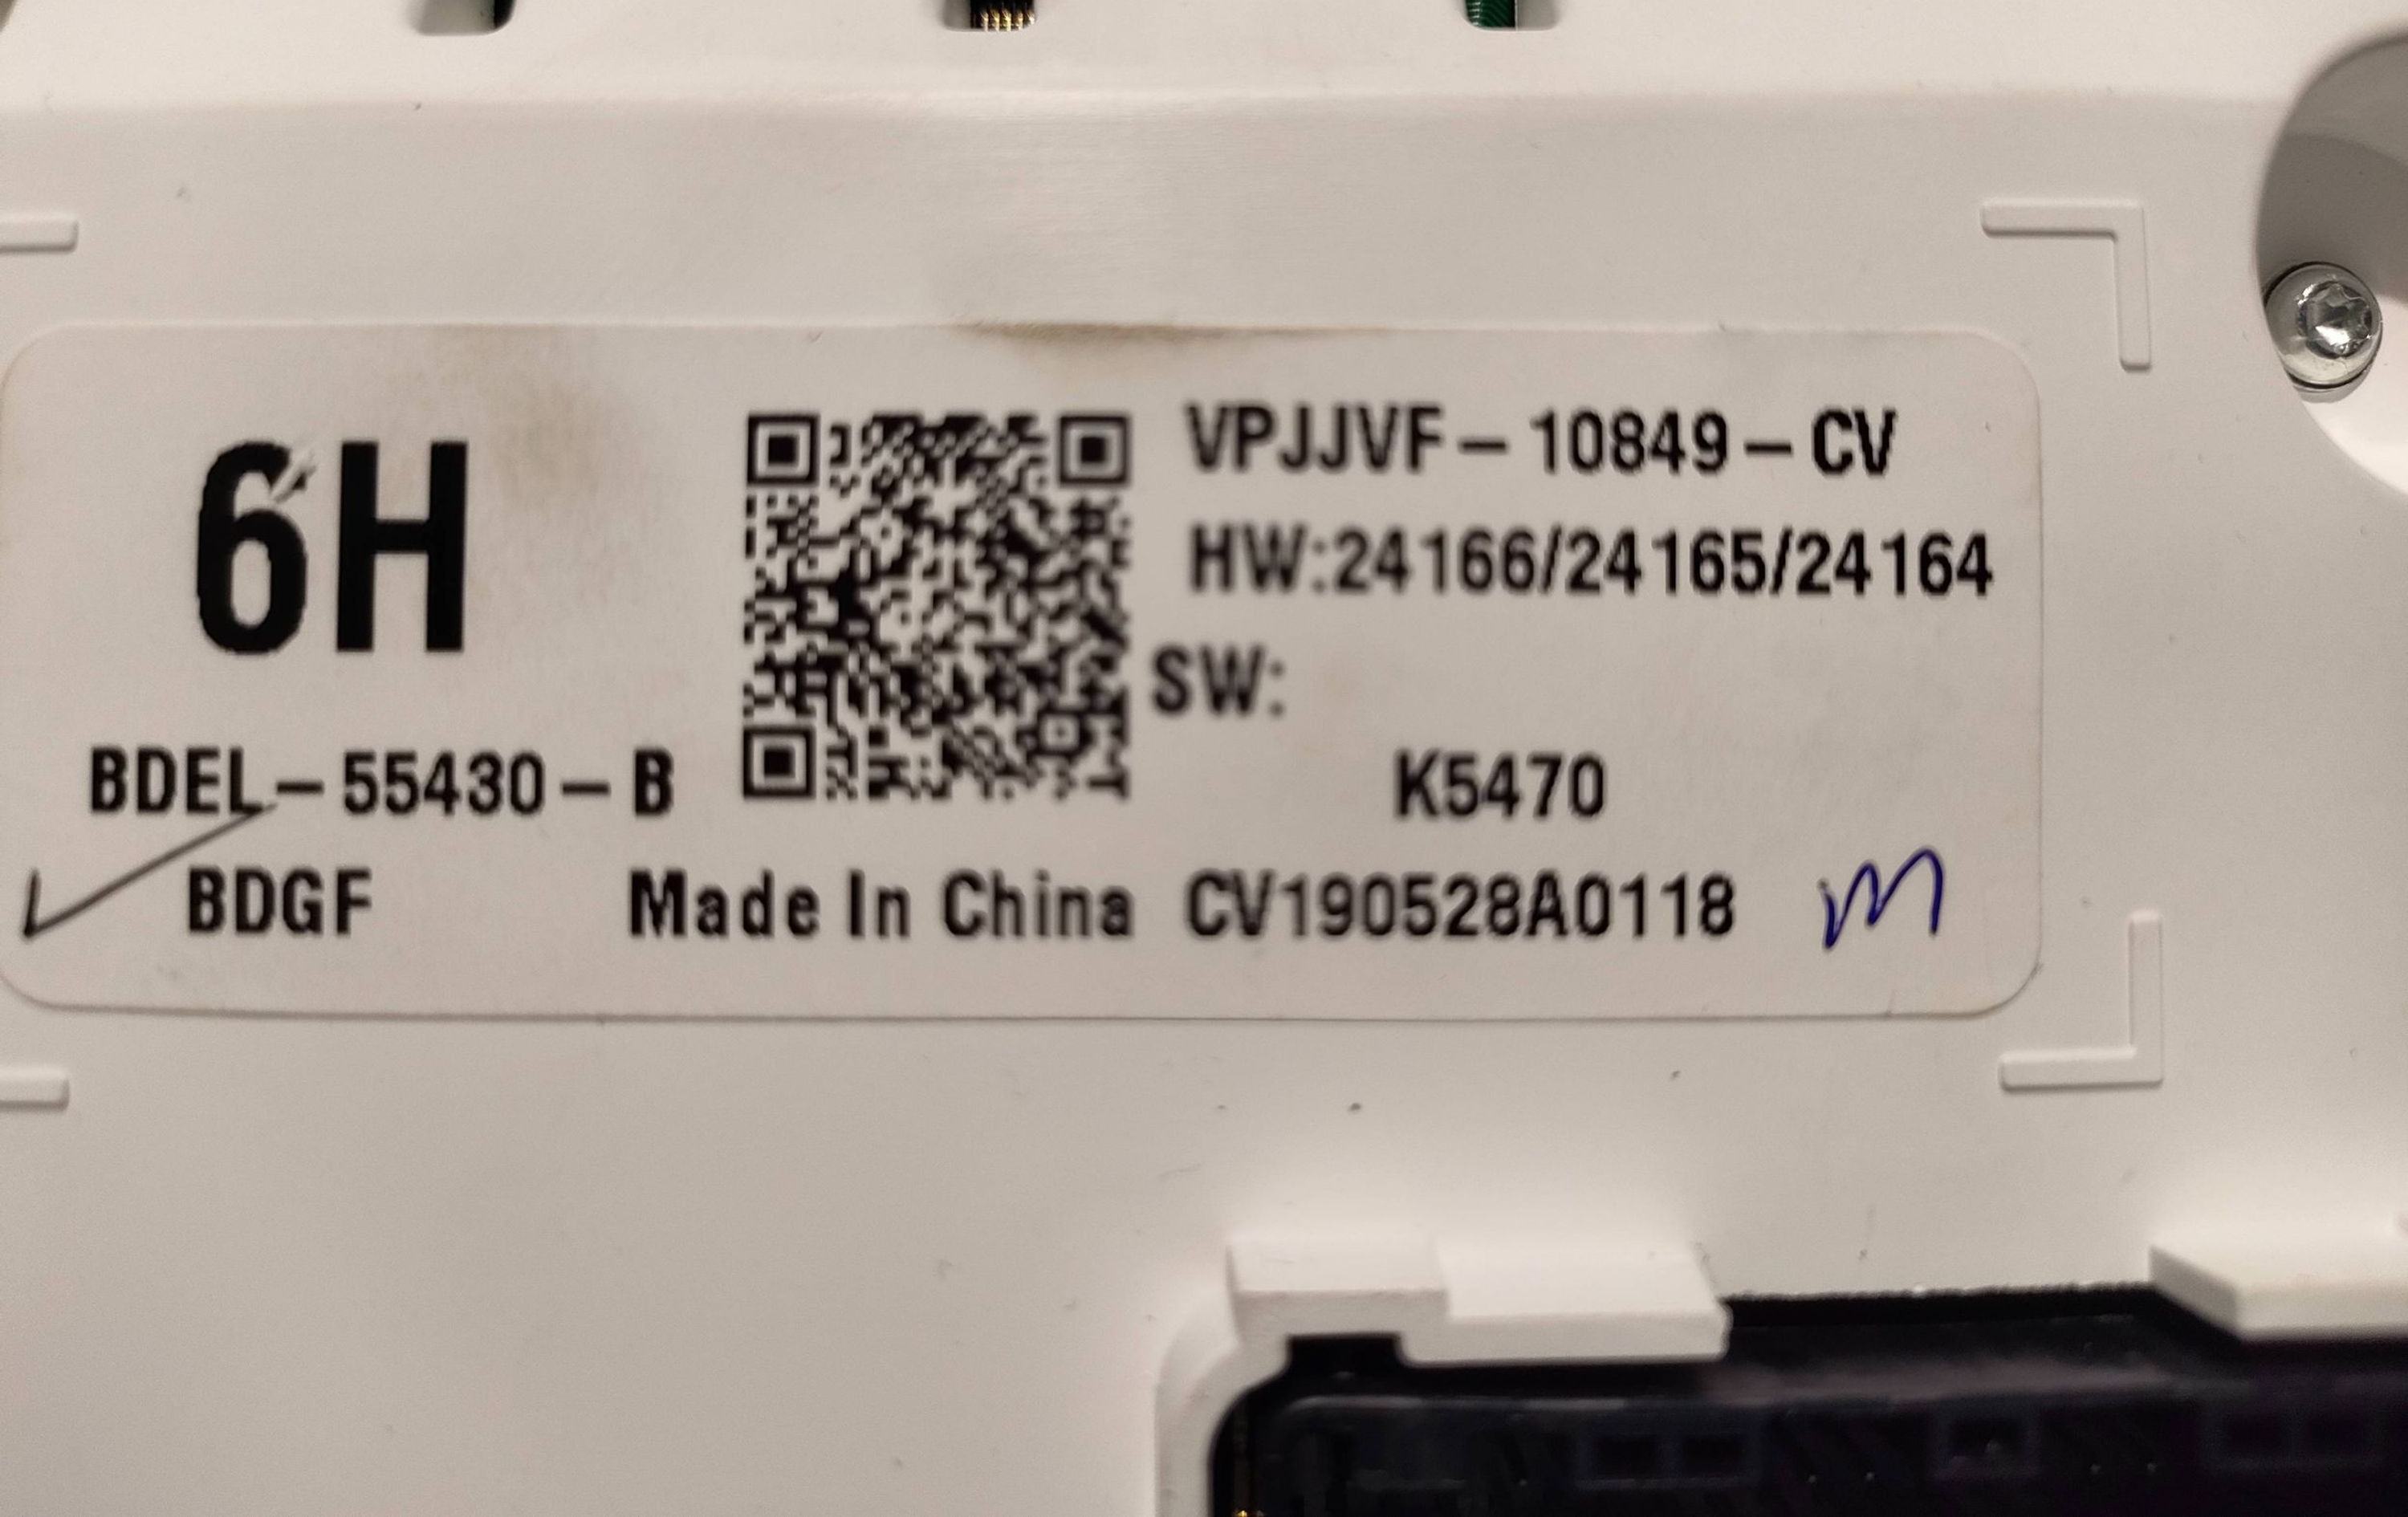 6H
BDEL-55430-B
BDGF
VPJJVF-10849-CV
HW:24166/24165/24164
SW:
K5470
Made In China CV190528A0118